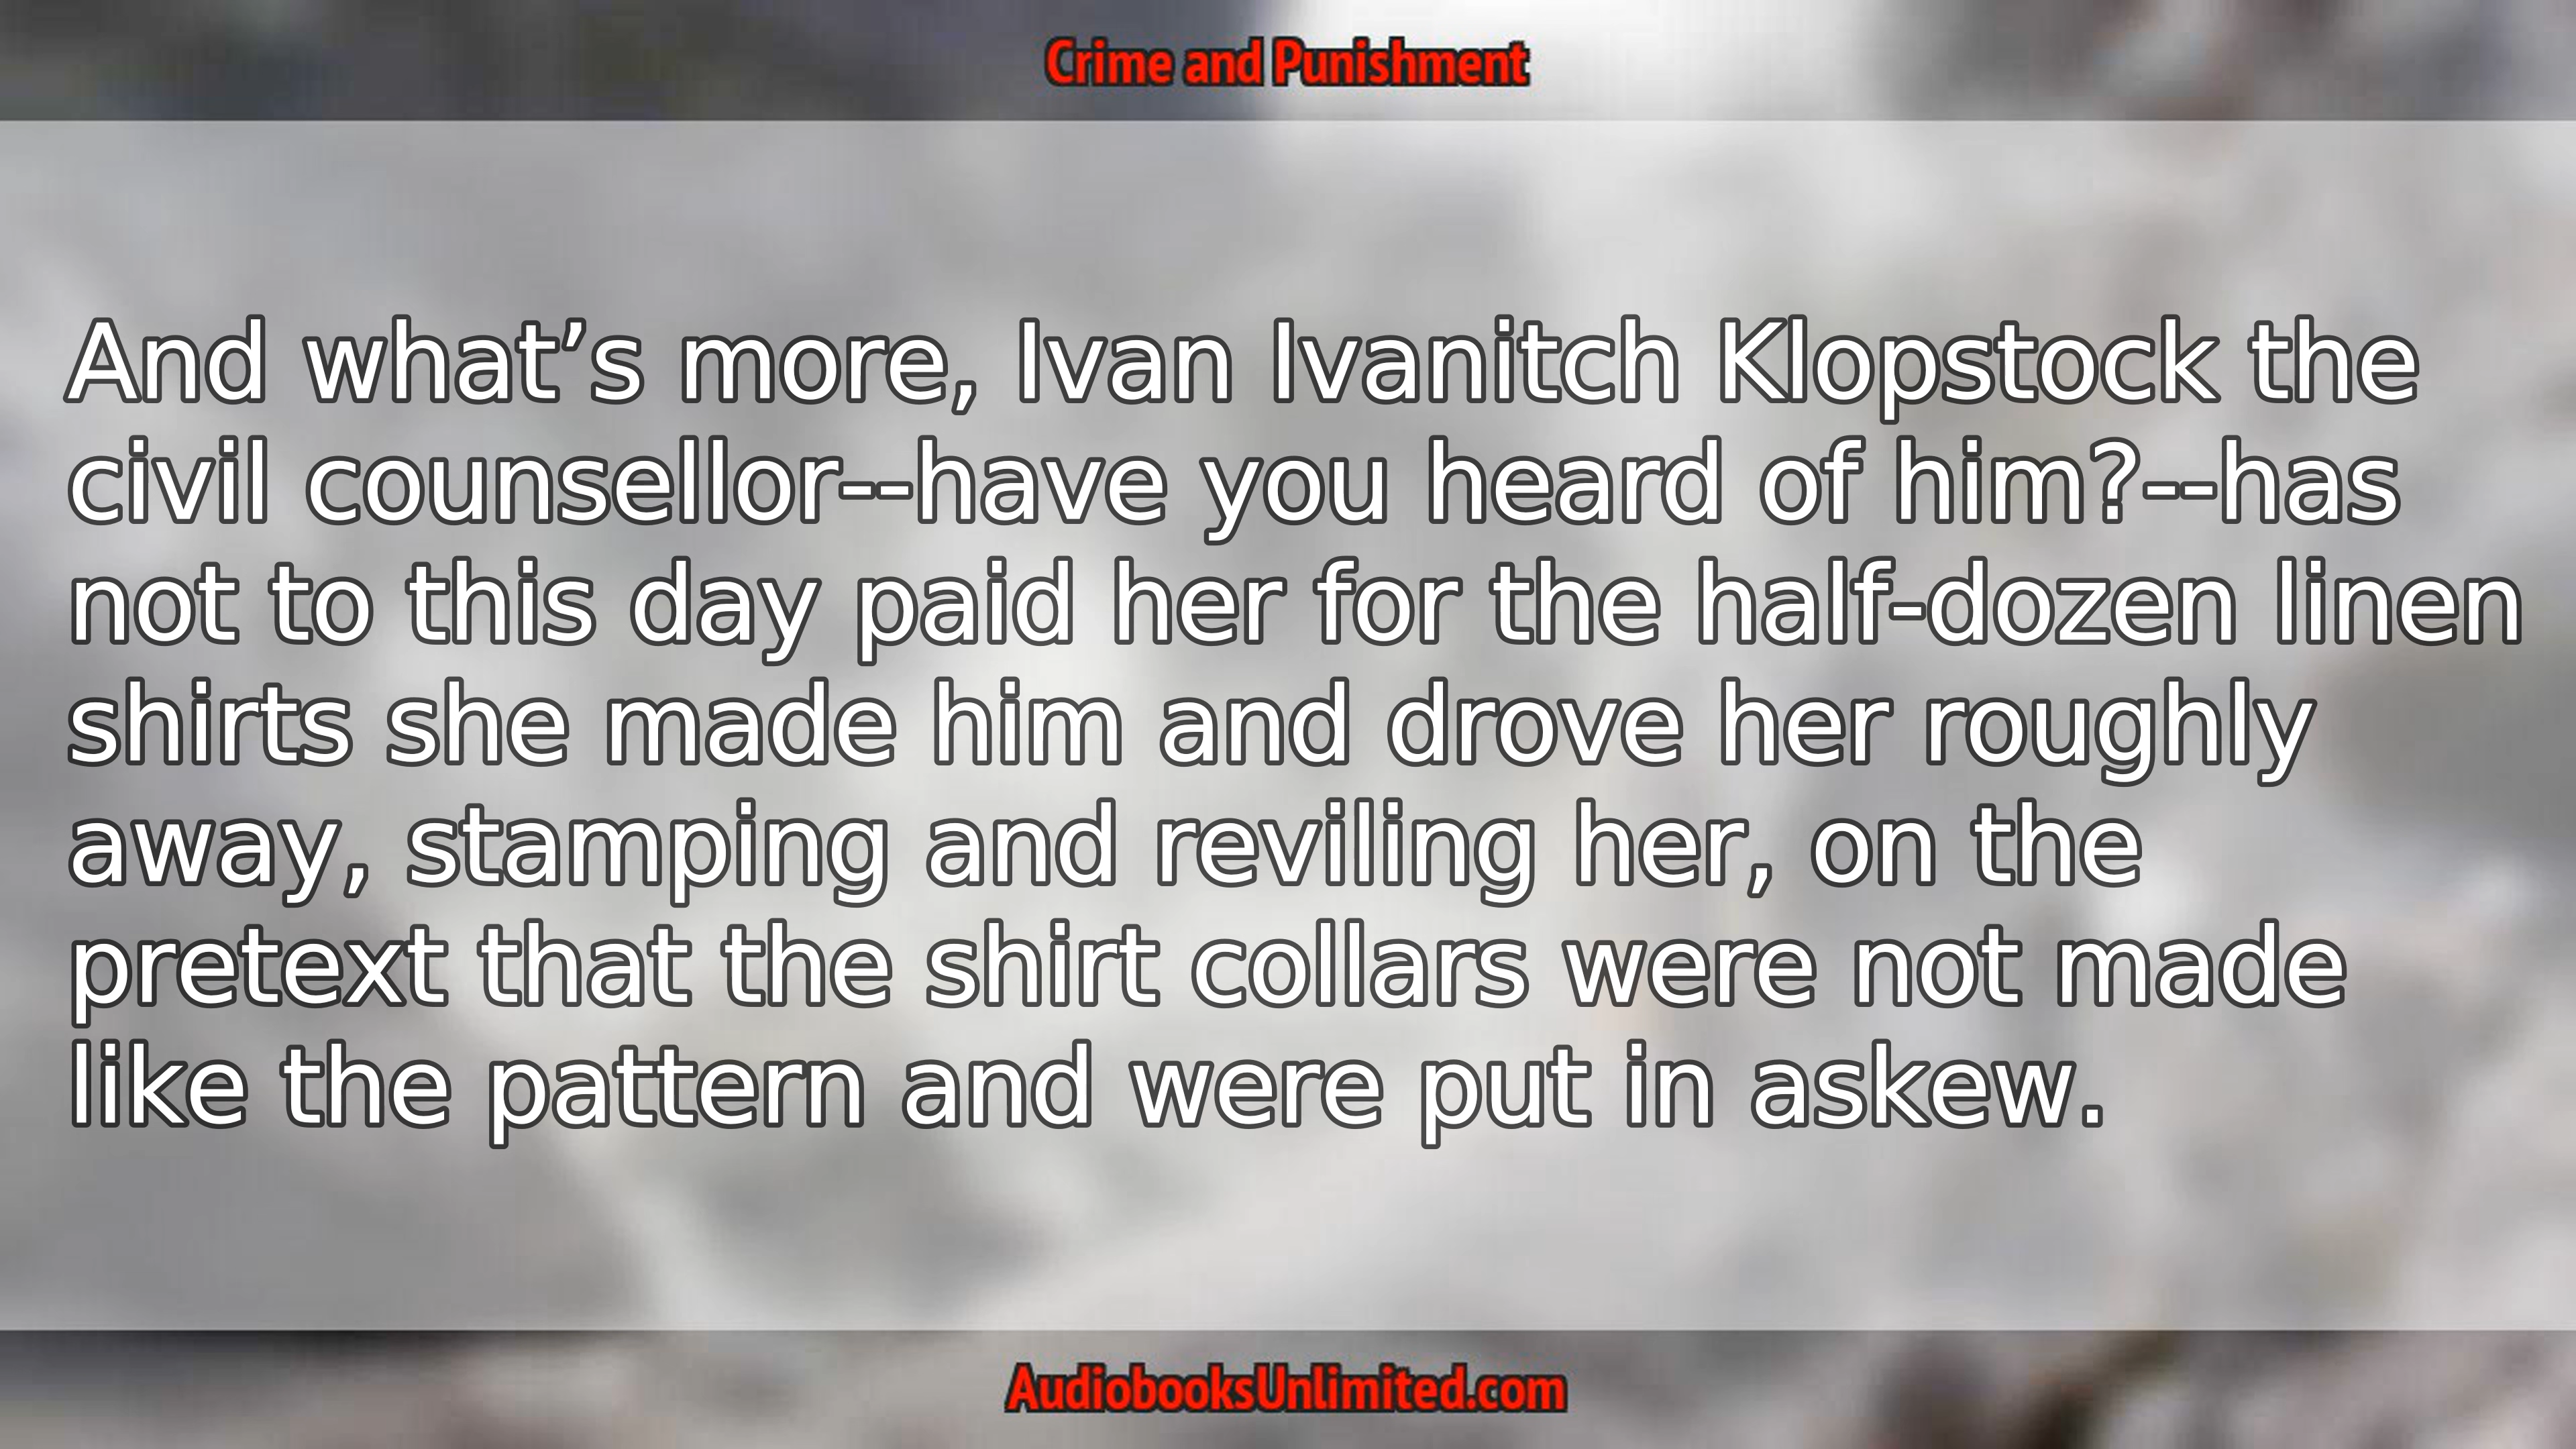 Crime and Punishment
And what’s more, Ivan Ivanitch Klopstock the
civil counsellor--have you heard of him?--has
not to this day paid her for the half-dozen linen
shirts she made him and drove her roughly
away, stamping and reviling her, on the
pretext that the shirt collars were not made
like the pattern and were put in askew.
AudiobooksUnlimited.com